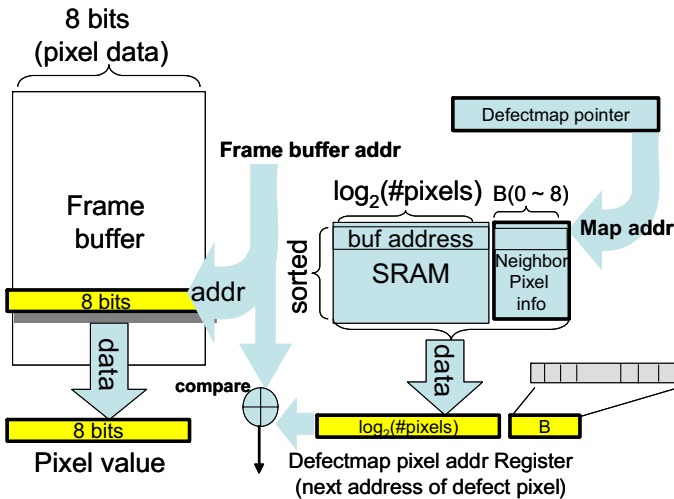 8 bits
(pixel data)
Defectmap pointer
Frame buffer addr
log2(#pixels)
B(0 ~ 8)
Map addr
Frame
buffer
buf address
SRAM
sorted
Neighbor
Pixel
info
addr
8 bits
data
data
compare
8 bits
log2(#pixels)
B
Pixel value
Defectmap pixel addr Register
(next address of defect pixel)